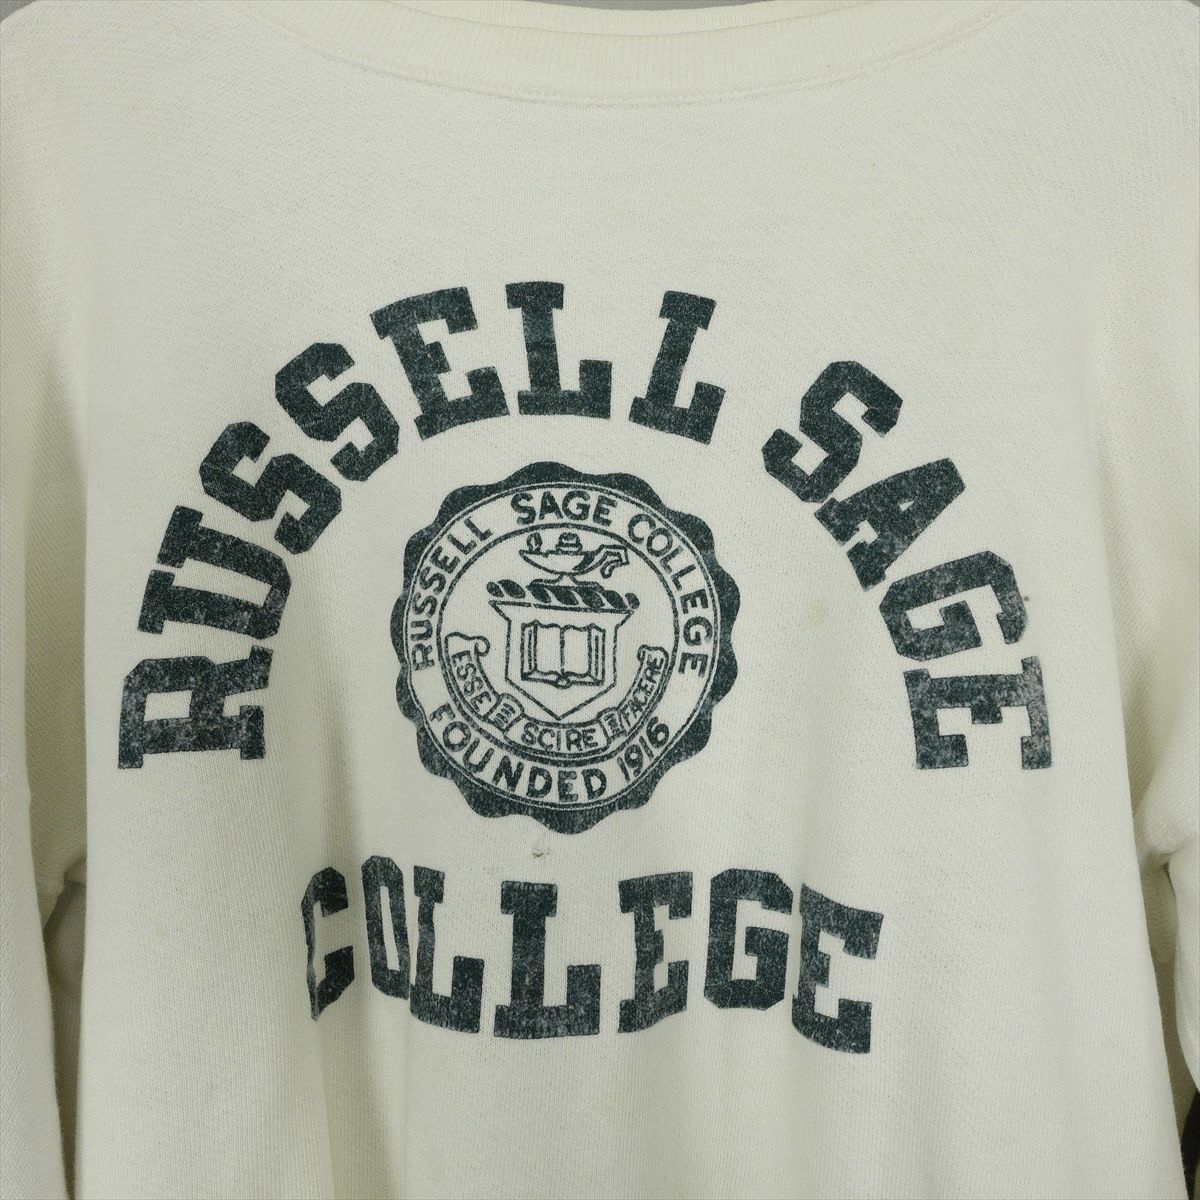 RUSSELL SAGE
RUSSELL SAGE COLLEGE
ESSE SCIRE FACERE
FOUNDED 1916
COLLEGE